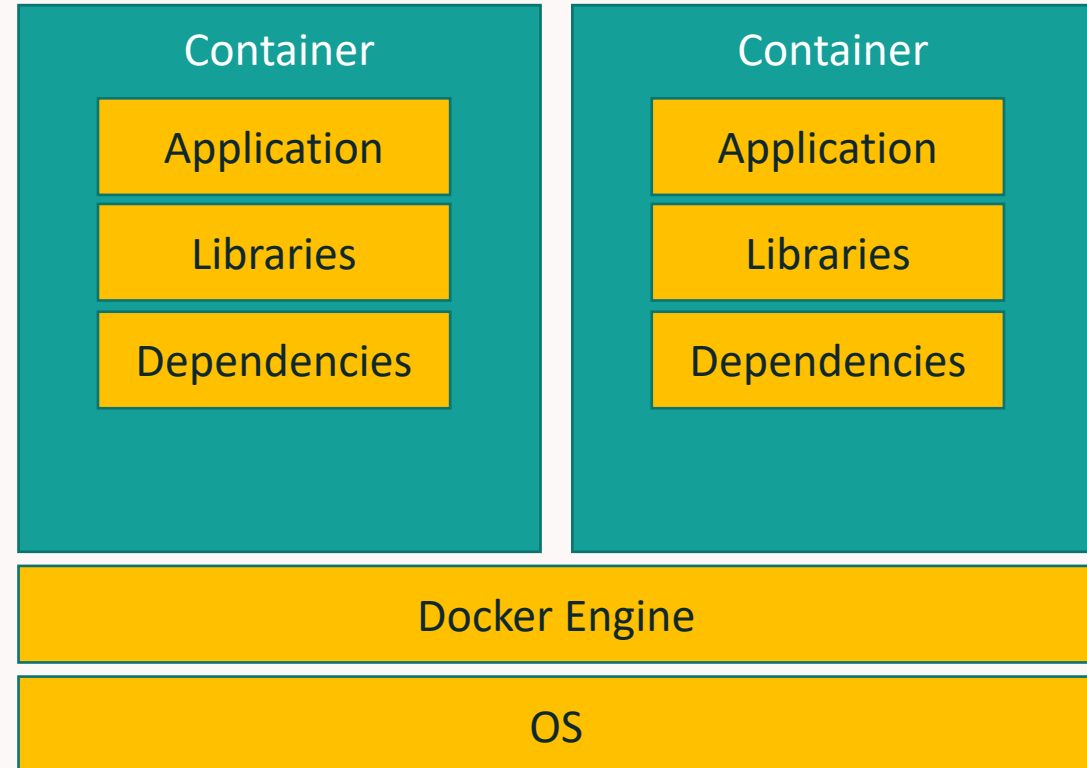 Container
Application
Libraries
Dependencies
Container
Application
Libraries
Dependencies
Docker Engine
OS